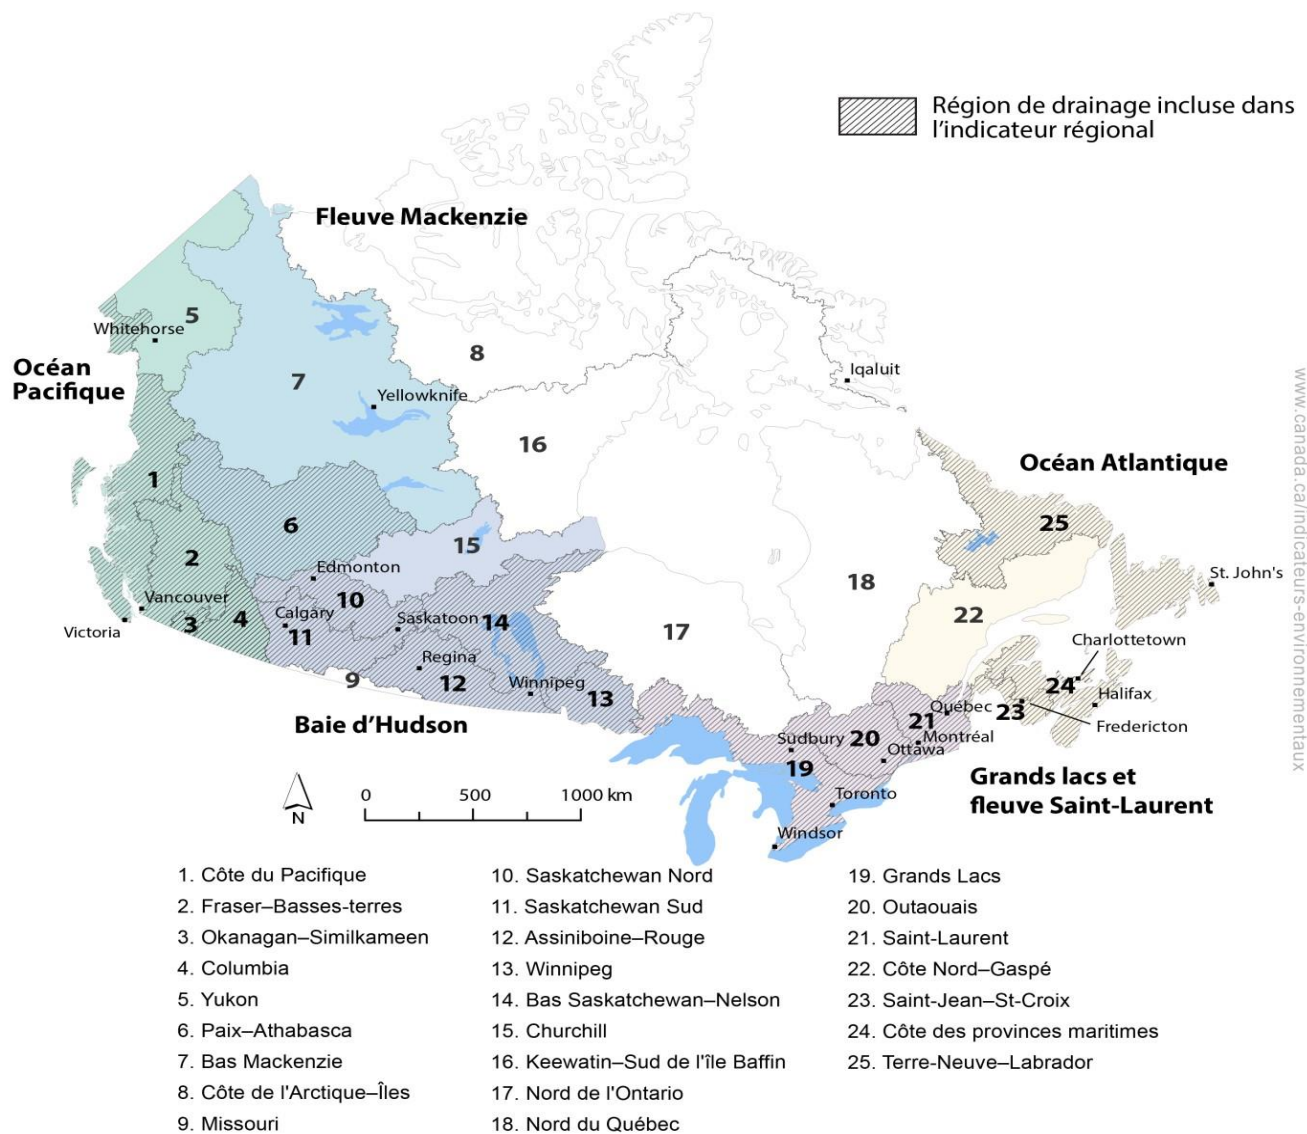 Région de drainage incluse dans
l'indicateur régional
Fleuve Mackenzie
5
Whitehorse
Océan
Pacifique
8
7
Iqaluit
Yellowknife
16
Océan Atlantique
1
25
6
15
2
Edmonton
18
St. John's
10
Vancouver
Calgary
Saskatoon
14
22
3
4
11
Victoria
17
Charlottetown
Regina
9
12
Winnipeg
13
24
Halifax
Québec
23
21
Fredericton
Baie d'Hudson
Sudbury
20
Montréal
Ottawa
19
Grands lacs et
fleuve Saint-Laurent
0 500 1000 km
N
Toronto
Windsor
www.canada.ca/indicateurs-environnementaux
1. Côte du Pacifique
2. Fraser–Basses-terres
3. Okanagan–Similkameen
4. Columbia
5. Yukon
6. Paix–Athabasca
7. Bas Mackenzie
8. Côte de l'Arctique–Îles
9. Missouri
10. Saskatchewan Nord
11. Saskatchewan Sud
12. Assiniboine–Rouge
13. Winnipeg
14. Bas Saskatchewan–Nelson
15. Churchill
16. Keewatin–Sud de l'île Baffin
17. Nord de l'Ontario
18. Nord du Québec
19. Grands Lacs
20. Outaouais
21. Saint-Laurent
22. Côte Nord–Gaspé
23. Saint-Jean–St-Croix
24. Côte des provinces maritimes
25. Terre-Neuve–Labrador